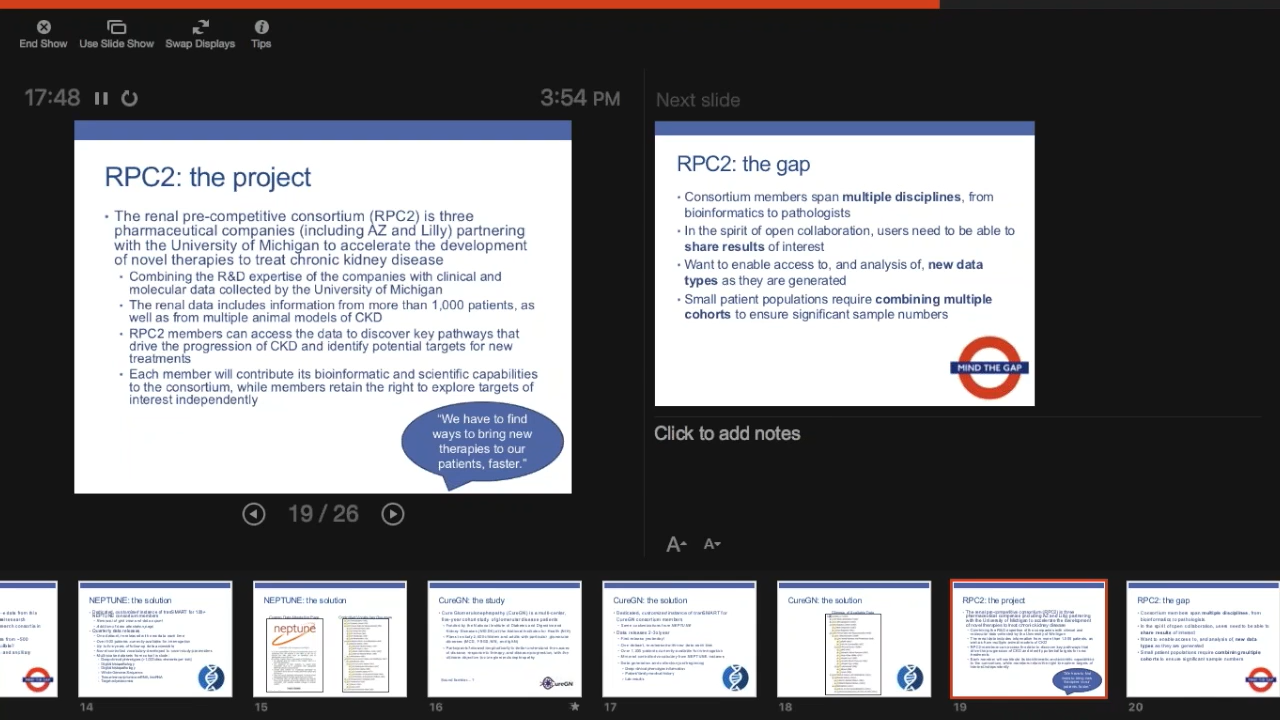 End Show
Use Slide Show
Swap Displays
Tips
17:48
3:54 PM
RPC2: the project
• The renal pre-competitive consortium (RPC2) is three
pharmaceutical companies (including AZ and Lilly) partnering
with the University of Michigan to accelerate the development
of novel therapies to treat chronic kidney disease
• Combining the R&D expertise of the companies with clinical and
molecular data collected by the University of Michigan
• The renal data includes information from more than 1,000 patients, as
well as from multiple animal models of CKD
• RPC2 members can access the data to discover key pathways that
drive the progression of CKD and identify potential targets for new
treatments
• Each member will contribute its bioinformatic and scientific capabilities
to the consortium, while members retain the right to explore targets of
interest independently
“We have to find
ways to bring new
therapies to our
patients, faster.”
19 / 26
Next slide
RPC2: the gap
• Consortium members span multiple disciplines, from
bioinformatics to pathologists
• In the spirit of open collaboration, users need to be able to
share results of interest
• Want to enable access to, and analysis of, new data
types as they are generated
• Small patient populations require combining multiple
cohorts to ensure significant sample numbers
MIND THE GAP
Click to add notes
A A
NEPTUNE: the solution
14
NEPTUNE: the solution
15
CureGN: the study
CureGN
16
CureGN: the solution
17
CureGN: the solution
18
RPC2: the project
19
RPC2: the gap
20